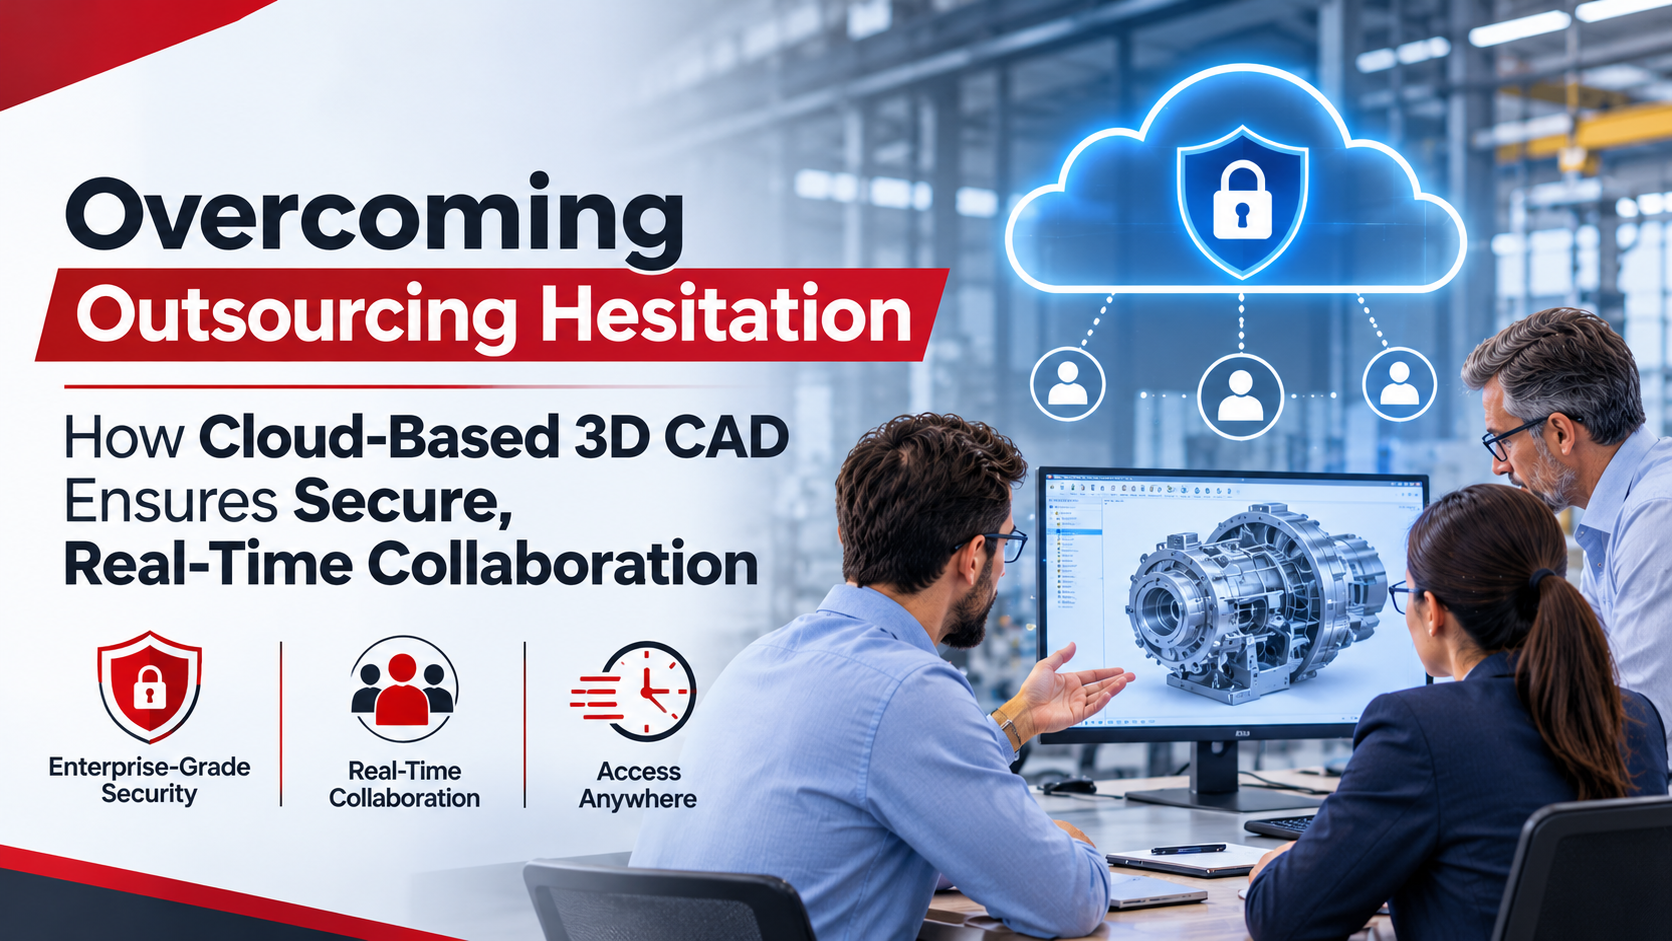 Overcoming
Outsourcing Hesitation
How Cloud-Based 3D CAD
Ensures Secure,
Real-Time Collaboration
Enterprise-Grade
Security
Real-Time
Collaboration
Access
Anywhere